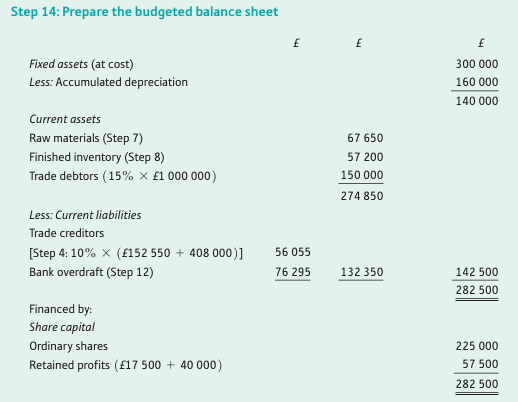 Step 14: Prepare the budgeted balance sheet
£ £ £
Fixed assets (at cost) 300 000
Less: Accumulated depreciation 160 000
140 000
Current assets
Raw materials (Step 7) 67 650
Finished inventory (Step 8) 57 200
Trade debtors (15% × £1 000 000) 150 000
274 850
Less: Current liabilities
Trade creditors
[Step 4: 10% × (£152 550 + 408 000)] 56 055
Bank overdraft (Step 12) 76 295 132 350 142 500
282 500
Financed by:
Share capital
Ordinary shares 225 000
Retained profits (£17 500 + 40 000) 57 500
282 500